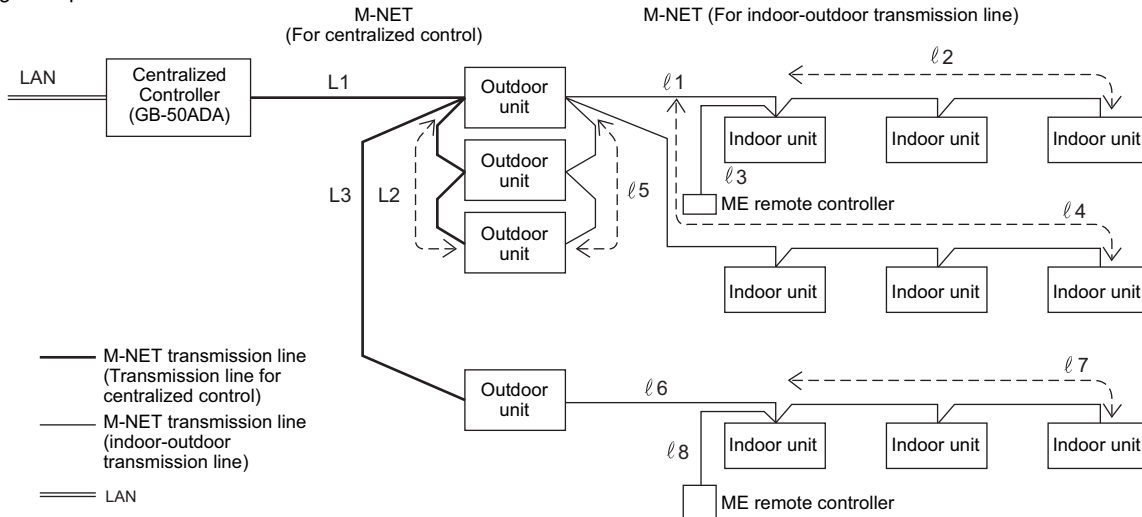 M-NET
(For centralized control)
M-NET (For indoor-outdoor transmission line)
LAN
Centralized
Controller
(GB-50ADA)
L1
Outdoor
unit
ℓ1
ℓ2
Indoor unit
Indoor unit
Indoor unit
ℓ3
ME remote controller
L3
L2
Outdoor
unit
ℓ5
ℓ4
Outdoor
unit
Indoor unit
Indoor unit
Indoor unit
M-NET transmission line
(Transmission line for
centralized control)
M-NET transmission line
(indoor-outdoor
transmission line)
LAN
Outdoor
unit
ℓ6
ℓ7
Indoor unit
Indoor unit
Indoor unit
ℓ8
ME remote controller